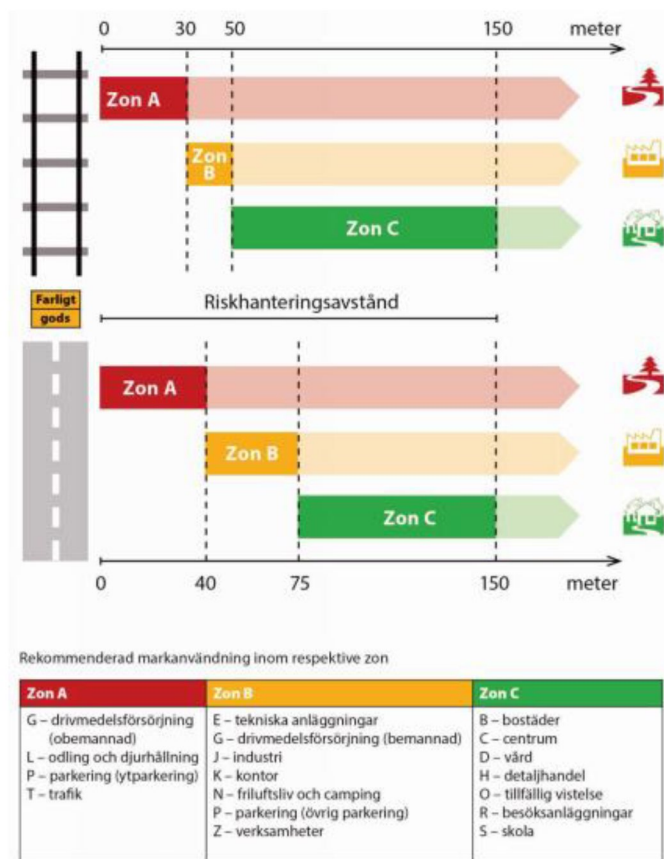 0 30 50 150 meter
Zon A
Zon
B
Zon C
Farligt
gods
Riskhanteringsavstånd
Zon A
Zon B
Zon C
0 40 75 150 meter
Rekommenderad markanvändning inom respektive zon
Zon A
G – drivmedelsförsörjning
(obemannad)
L – odling och djurhållning
P – parkering (ytparkering)
T – trafik
Zon B
E – tekniska anläggningar
G – drivmedelsförsörjning (bemannad)
J – industri
K – kontor
N – friluftsliv och camping
P – parkering (övrig parkering)
Z – verksamheter
Zon C
B – bostäder
C – centrum
D – vård
H – detaljhandel
O – tillfällig vistelse
R – besöksanläggningar
S – skola